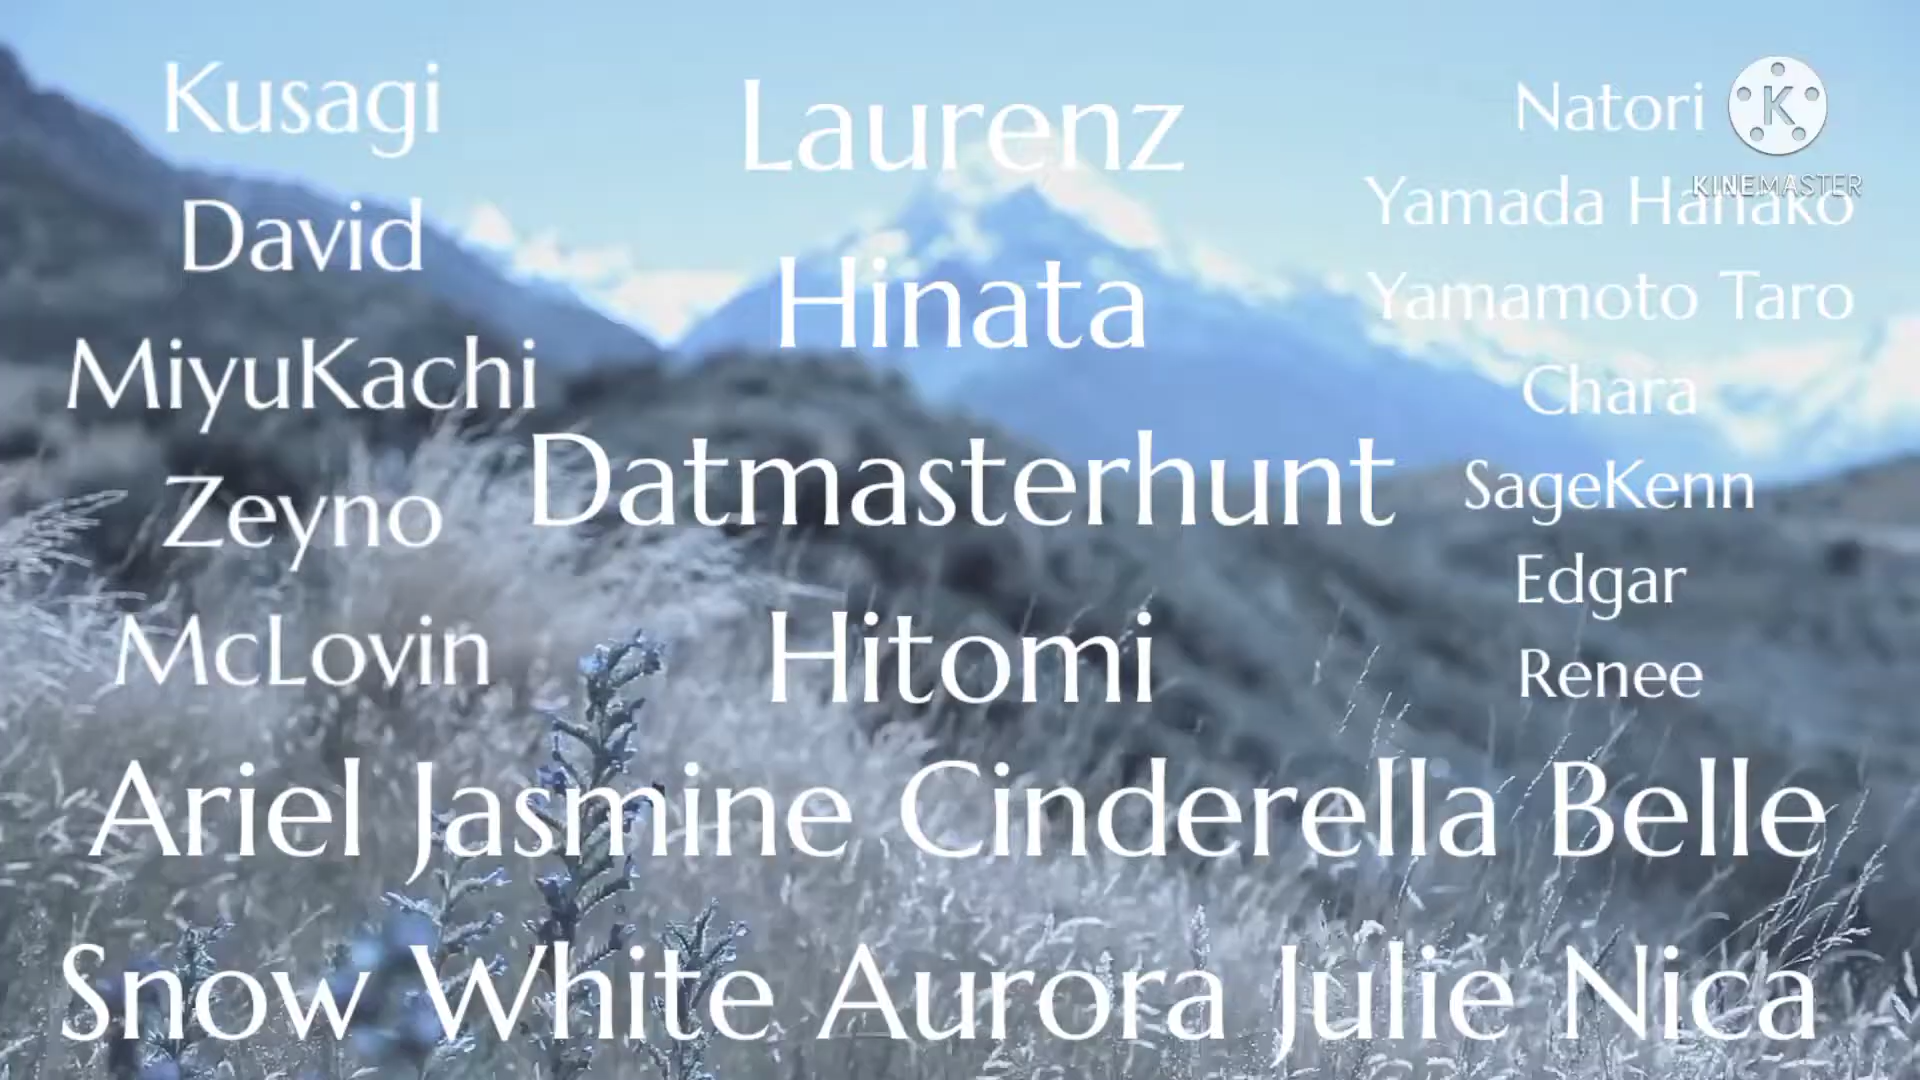 Kusagi
David
MiyuKachi
Zeyno
McLovin
Laurenz
Hinata
Datmasterhunt
Hitomi
Natori
Yamada Hanako
Yamamoto Taro
Chara
SageKenn
Edgar
Renee
K
KINEMASTER
Ariel Jasmine Cinderella Belle
Snow White Aurora Julie Nica